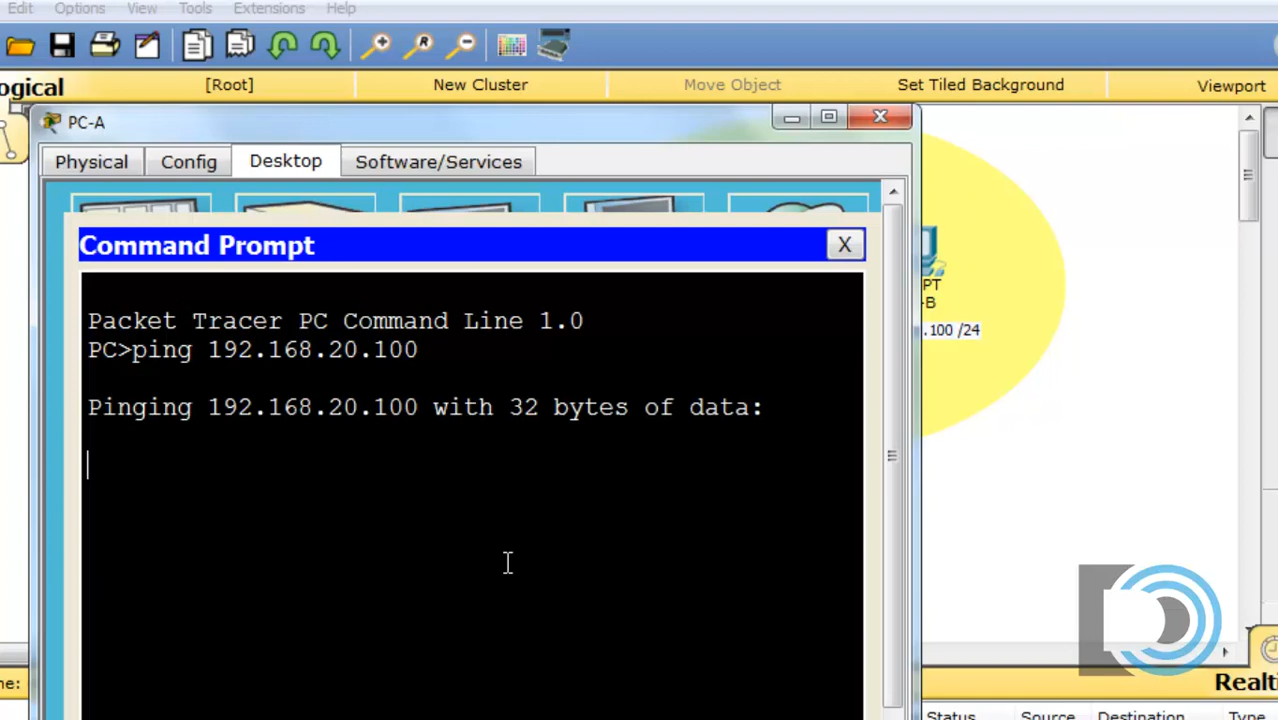 Edit Options View Tools Extensions Help
ogical [Root] New Cluster Move Object Set Tiled Background Viewport
PC-A
Physical Config Desktop Software/Services
Command Prompt X
Packet Tracer PC Command Line 1.0
PC>ping 192.168.20.100
Pinging 192.168.20.100 with 32 bytes of data:
PT
-B
.100 /24
me:
Realti
Status Source Destination Type